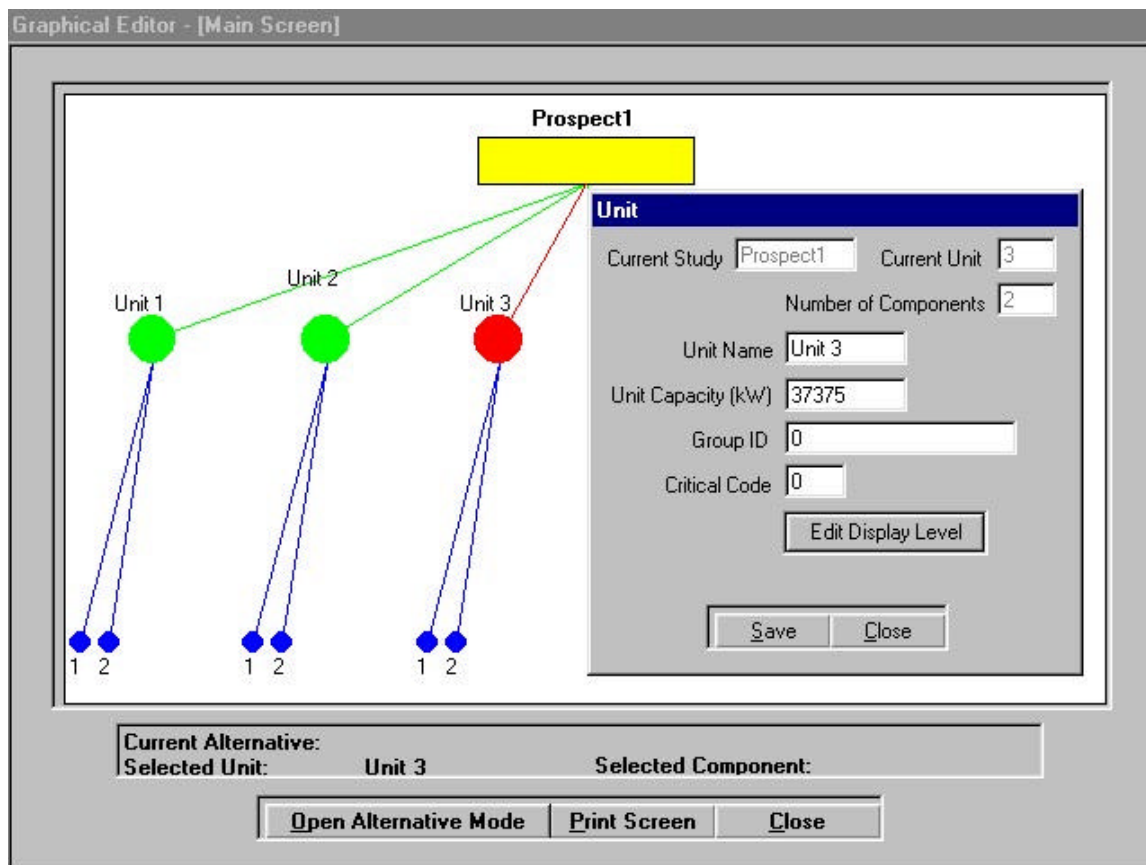 Graphical Editor - [Main Screen]
Prospect1
Unit
Current Study Prospect1 Current Unit 3
Number of Components 2
Unit 1 Unit 2 Unit 3
Unit Name Unit 3
Unit Capacity (kW) 37375
Group ID 0
Critical Code 0
Edit Display Level
Save Close
1 2 1 2 1 2
Current Alternative:
Selected Unit: Unit 3 Selected Component:
Open Alternative Mode Print Screen Close